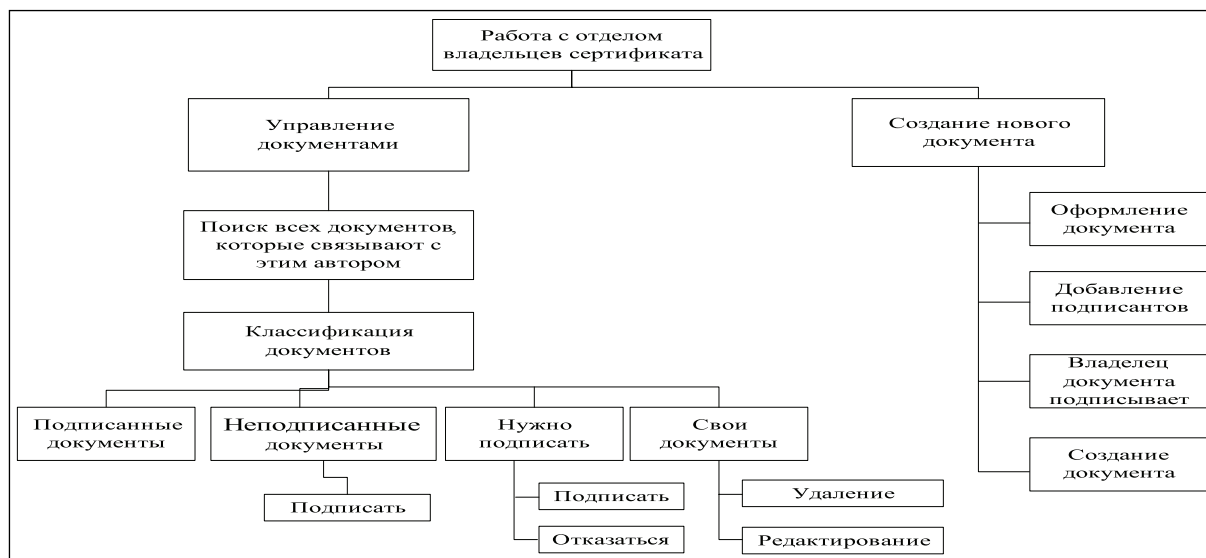 Работа с отделом
владельцев сертификата
Управление
документами
Создание нового
документа
Поиск всех документов,
которые связывают с
этим автором
Оформление
документа
Добавление
подписантов
Классификация
документов
Владелец
документа
подписывает
Подписанные
документы
Неподписанные
документы
Нужно
подписать
Свои
документы
Создание
документа
Подписать
Подписать
Удаление
Отказаться
Редактирование